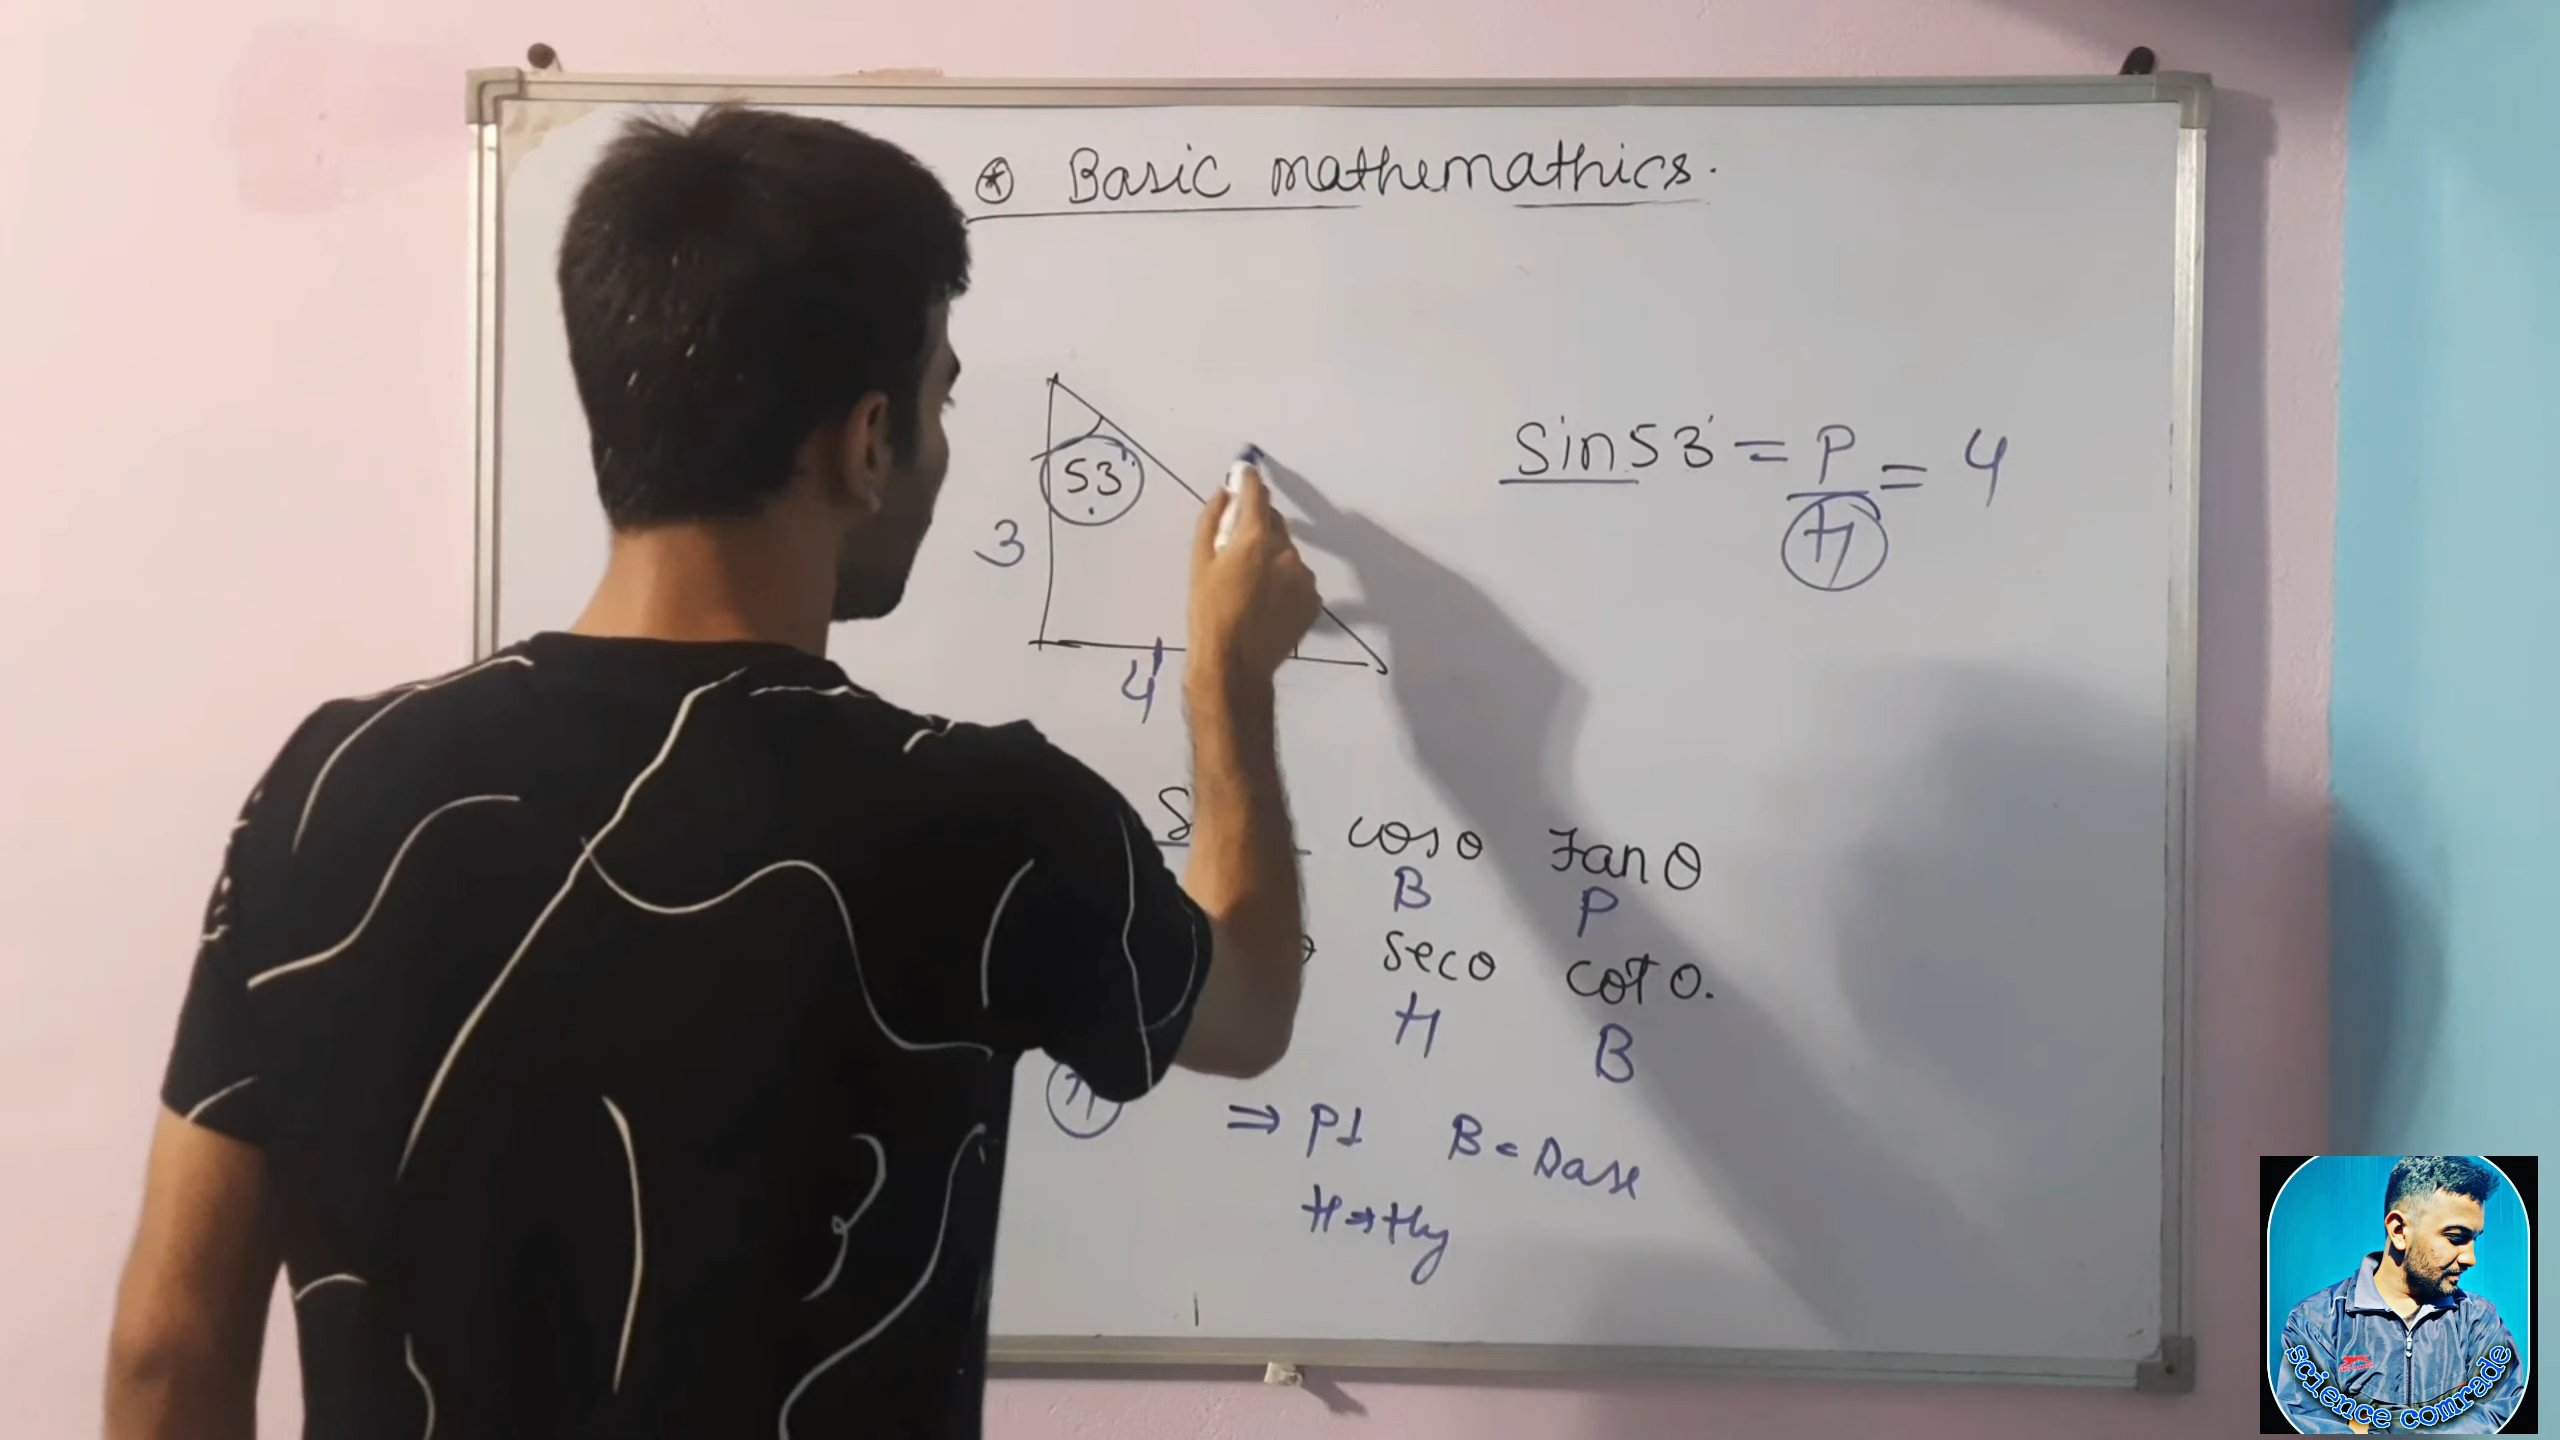 ⊛ Basic mathemathics.
53°
3
4
sin53° = P/H = 4
cosθ Tanθ
B P
secθ cotθ.
H B
H
⇒ P⊥ B = Base
H → Hy
science comrade